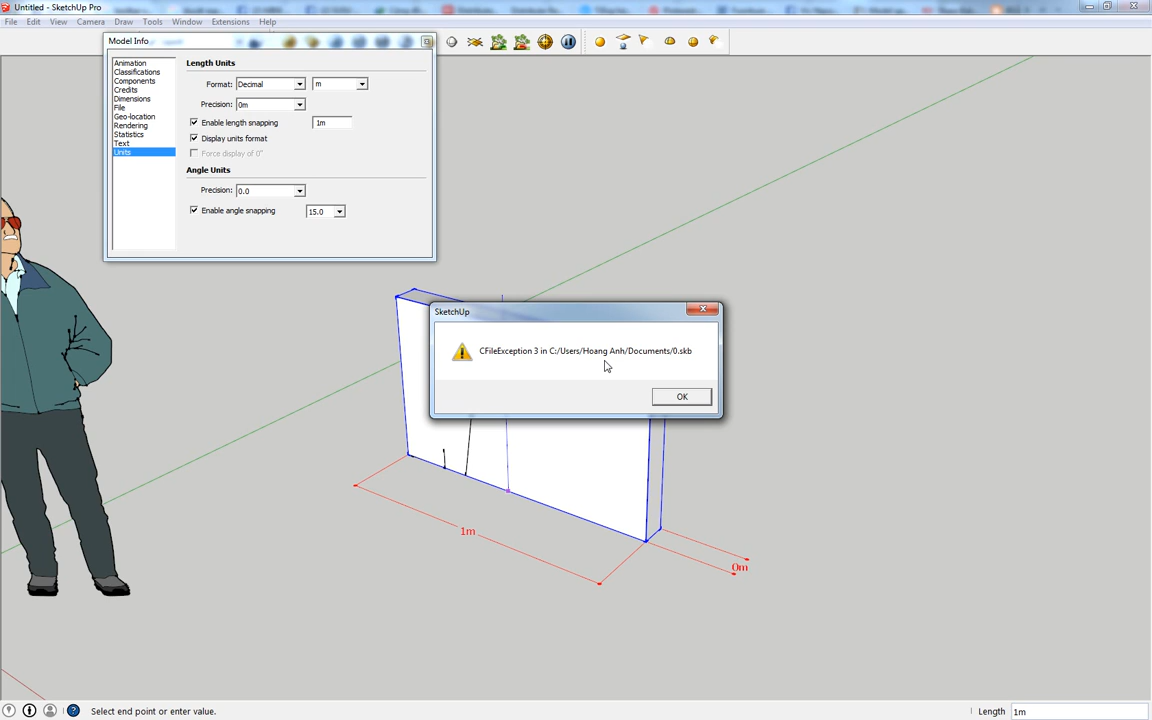 Untitled - SketchUp Pro
File Edit View Camera Draw Tools Window Extensions Help
Model Info
Animation
Classifications
Components
Credits
Dimensions
File
Geo-location
Rendering
Statistics
Text
Units
Length Units
Format: Decimal m
Precision: 0m
Enable length snapping 1m
Display units format
Force display of 0"
Angle Units
Precision: 0.0
Enable angle snapping 15.0
SketchUp
CFileException 3 in C:/Users/Hoang Anh/Documents/0.skb
OK
1m
0m
Select end point or enter value.
Length 1m